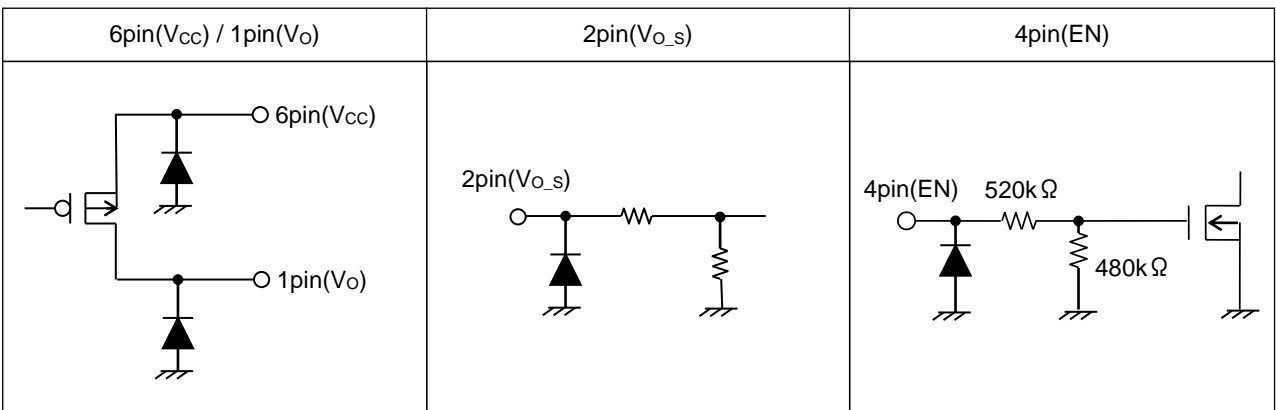 6pin(VCC) / 1pin(VO)
2pin(VO_S)
4pin(EN)
6pin(VCC)
1pin(VO)
2pin(VO_S)
4pin(EN)
520kΩ
480kΩ